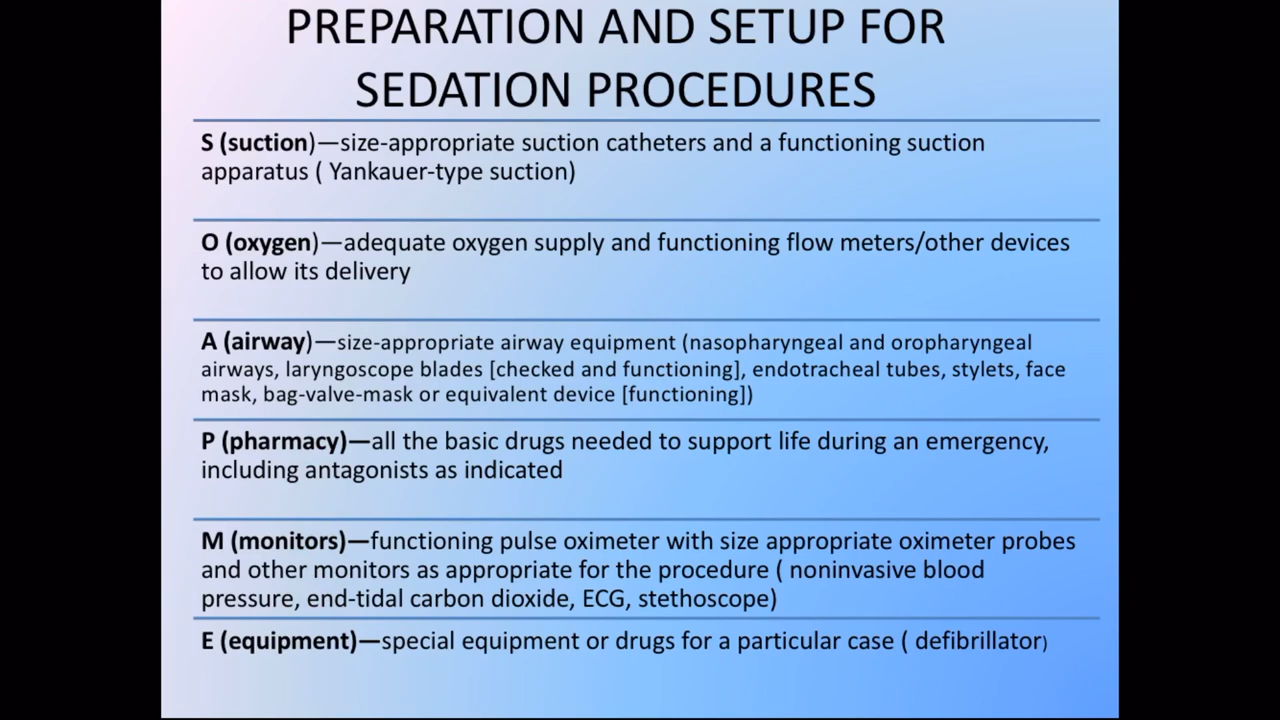 PREPARATION AND SETUP FOR
SEDATION PROCEDURES
S (suction)—size-appropriate suction catheters and a functioning suction
apparatus ( Yankauer-type suction)
O (oxygen)—adequate oxygen supply and functioning flow meters/other devices
to allow its delivery
A (airway)—size-appropriate airway equipment (nasopharyngeal and oropharyngeal
airways, laryngoscope blades [checked and functioning], endotracheal tubes, stylets, face
mask, bag-valve-mask or equivalent device [functioning])
P (pharmacy)—all the basic drugs needed to support life during an emergency,
including antagonists as indicated
M (monitors)—functioning pulse oximeter with size appropriate oximeter probes
and other monitors as appropriate for the procedure ( noninvasive blood
pressure, end-tidal carbon dioxide, ECG, stethoscope)
E (equipment)—special equipment or drugs for a particular case ( defibrillator)